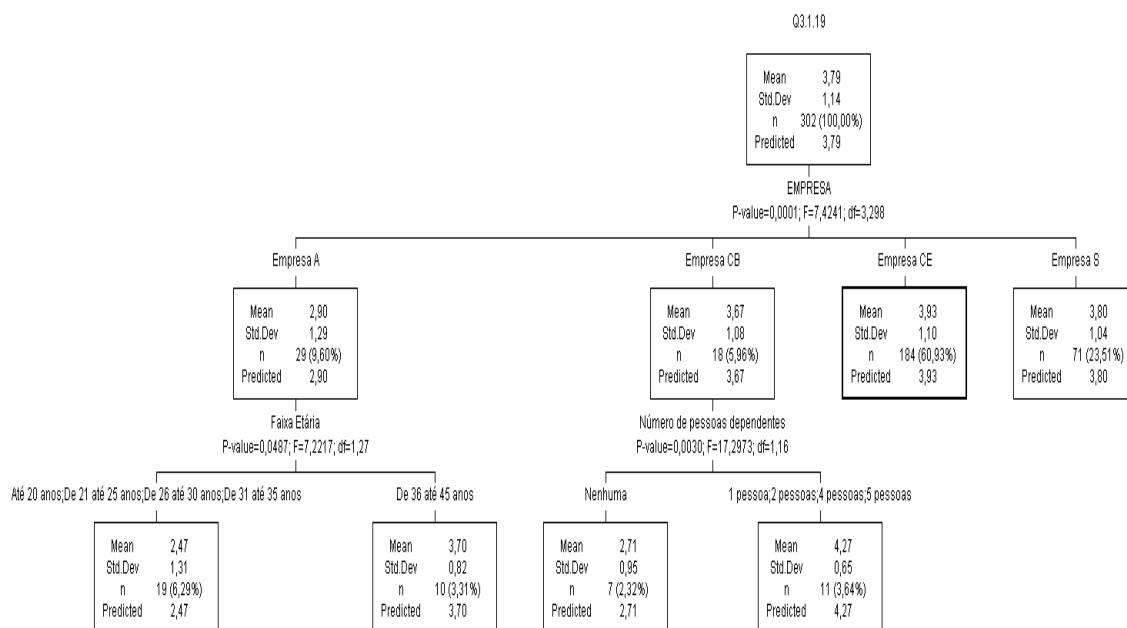 Q3.1.19
Mean 3,79
Std.Dev 1,14
n 302 (100,00%)
Predicted 3,79
EMPRESA
P-value=0,0001; F=7,4241; df=3,298
Empresa A
Mean 2,90
Std.Dev 1,29
n 29 (9,60%)
Predicted 2,90
Empresa CB
Mean 3,67
Std.Dev 1,08
n 18 (5,96%)
Predicted 3,67
Empresa CE
Mean 3,93
Std.Dev 1,10
n 184 (60,93%)
Predicted 3,93
Empresa S
Mean 3,80
Std.Dev 1,04
n 71 (23,51%)
Predicted 3,80
Faixa Etária
P-value=0,0487; F=7,2217; df=1,27
Número de pessoas dependentes
P-value=0,0030; F=17,2973; df=1,16
Até 20 anos;De 21 até 25 anos;De 26 até 30 anos;De 31 até 35 anos
Mean 2,47
Std.Dev 1,31
n 19 (6,29%)
Predicted 2,47
De 36 até 45 anos
Mean 3,70
Std.Dev 0,82
n 10 (3,31%)
Predicted 3,70
Nenhuma
Mean 2,71
Std.Dev 0,95
n 7 (2,32%)
Predicted 2,71
1 pessoa;2 pessoas;4 pessoas;5 pessoas
Mean 4,27
Std.Dev 0,65
n 11 (3,64%)
Predicted 4,27